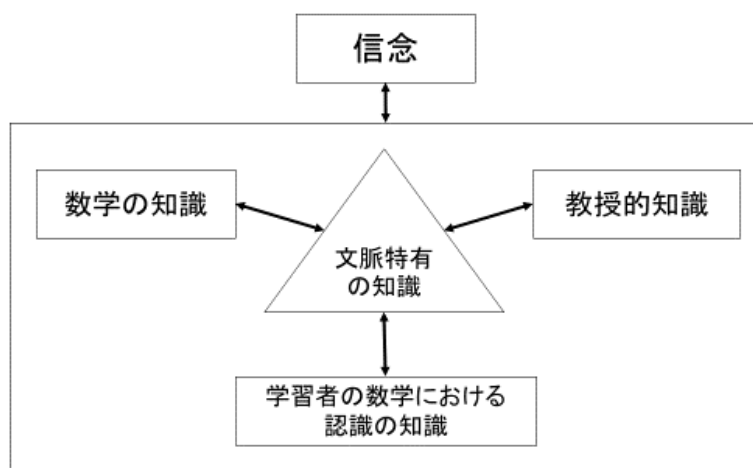 信念
数学の知識
教授的知識
文脈特有
の知識
学習者の数学における
認識の知識